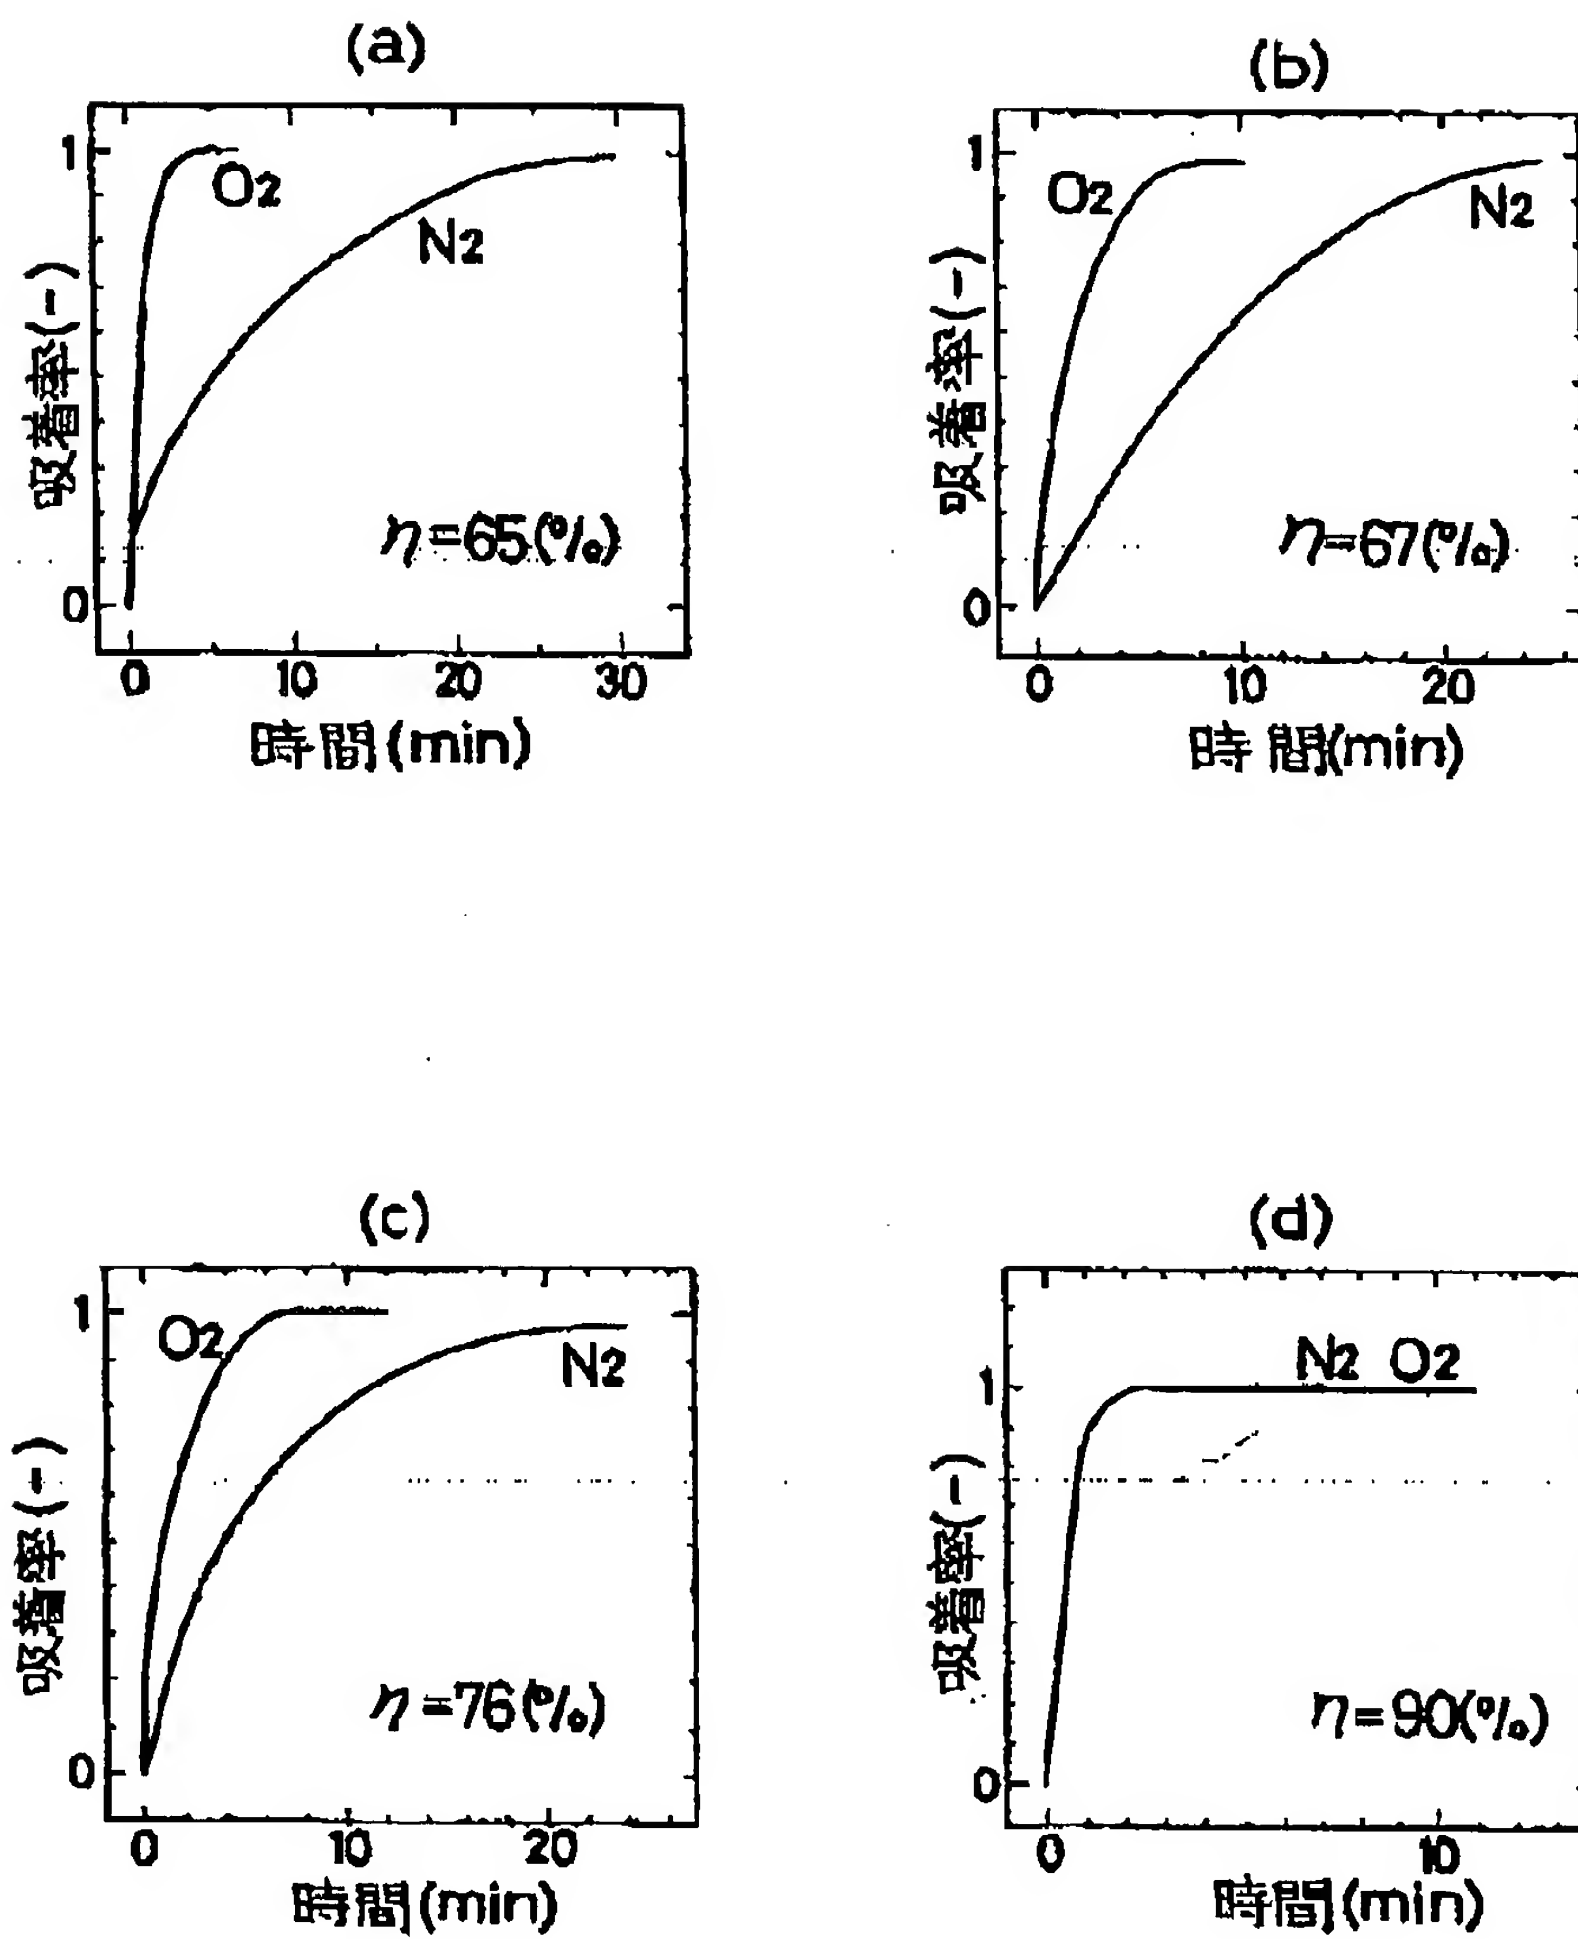 (a)
1
O2
N2
吸着率(-)
η=65(%)
0
0 10 20 30
時間(min)
(b)
1
O2
N2
吸着率(-)
η=67(%)
0
0 10 20
時間(min)
(c)
1
O2
N2
吸着率(-)
η=76(%)
0
0 10 20
時間(min)
(d)
N2 O2
1
吸着率(-)
η=90(%)
0
0 10
時間(min)